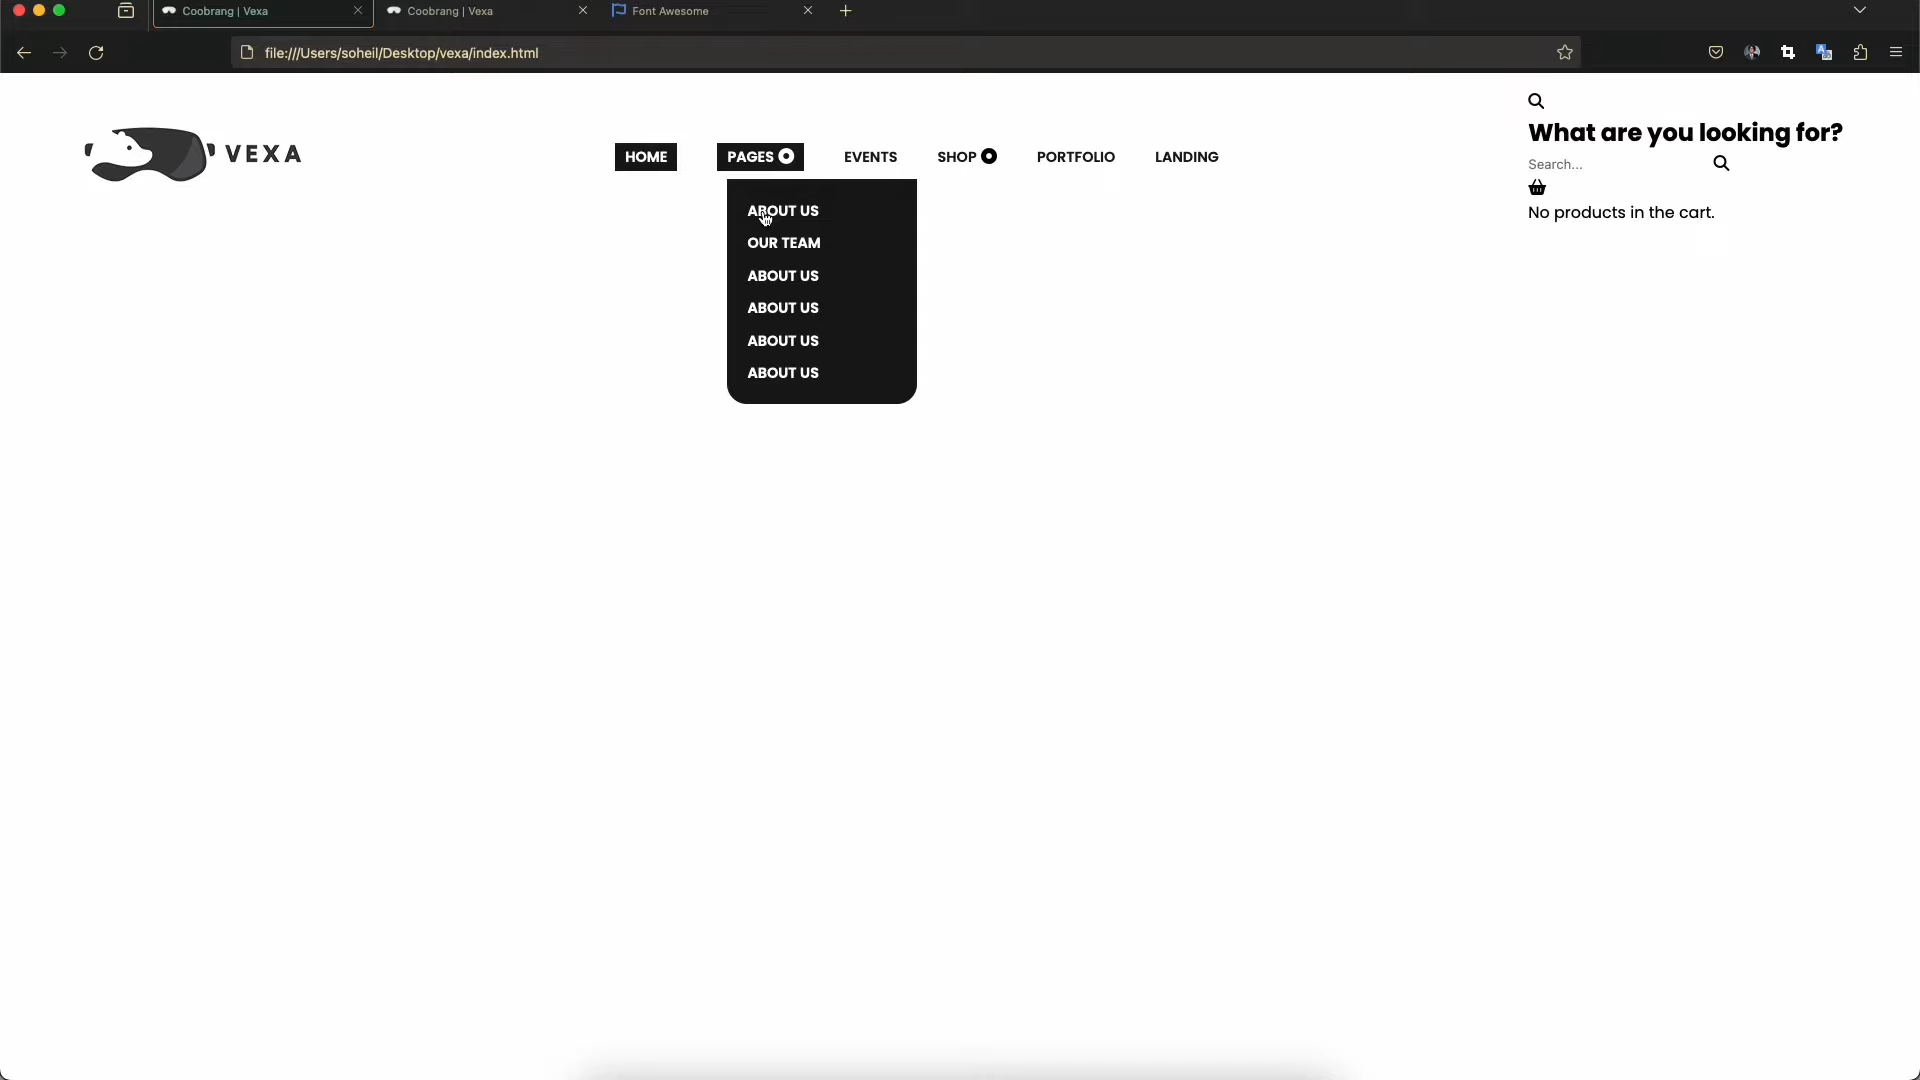 Coobrang | Vexa
Coobrang | Vexa
Font Awesome
file:///Users/soheil/Desktop/vexa/index.html
VEXA
HOME
PAGES
EVENTS
SHOP
PORTFOLIO
LANDING
What are you looking for?
Search...
No products in the cart.
ABOUT US
OUR TEAM
ABOUT US
ABOUT US
ABOUT US
ABOUT US